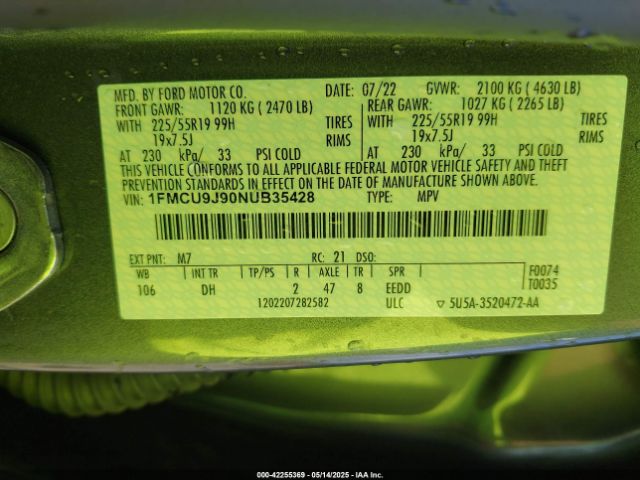 MFD. BY FORD MOTOR CO. DATE: 07/22 GVWR: 2100 KG ( 4630 LB)
FRONT GAWR: 1120 KG ( 2470 LB) REAR GAWR: 1027 KG ( 2265 LB)
WITH 225/55R19 99H TIRES WITH 225/55R19 99H TIRES
19x7.5J RIMS 19x7.5J RIMS
AT 230 kPa/ 33 PSI COLD AT 230 kPa/ 33 PSI COLD
THIS VEHICLE CONFORMS TO ALL APPLICABLE FEDERAL MOTOR VEHICLE SAFETY AND THEFT
PREVENTION STANDARDS IN EFFECT ON THE DATE OF MANUFACTURE SHOWN ABOVE.
VIN: 1FMCU9J90NUB35428 TYPE: MPV
EXT PNT: M7 RC: 21 DSO:
WB INT TR TP/PS R AXLE TR SPR F0074
106 DH 2 47 8 EEDD T0035
1202207282582 ULC ▽ 5U5A-3520472-AA
000-42255369 - 05/14/2025 - IAA Inc.